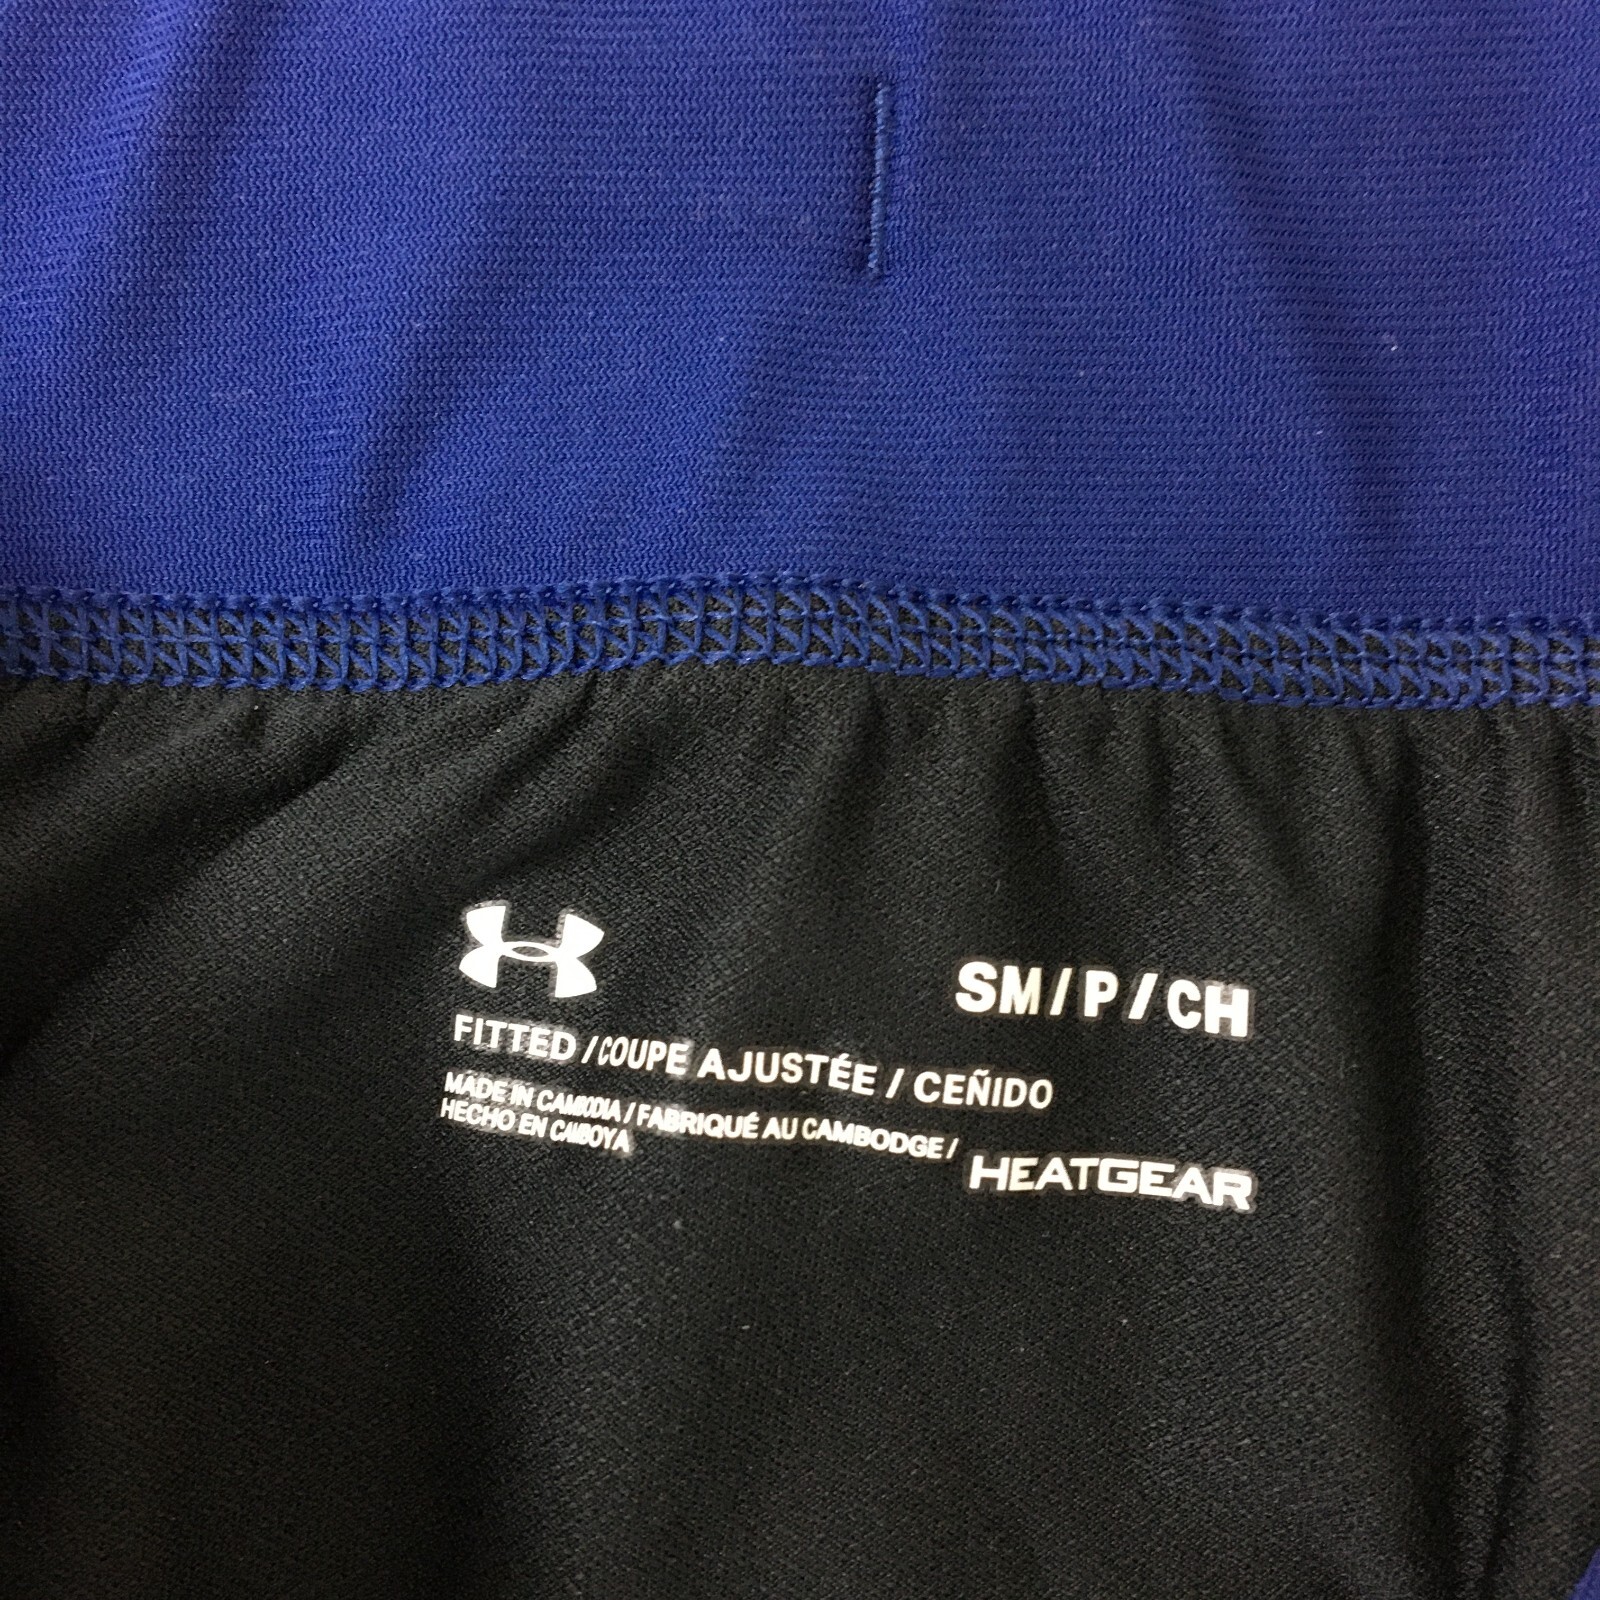 SM/P/CH
FITTED / COUPE AJUSTÉE / CEÑIDO
MADE IN CAMBODIA / FABRIQUÉ AU CAMBODGE /
HECHO EN CAMBOYA
HEATGEAR